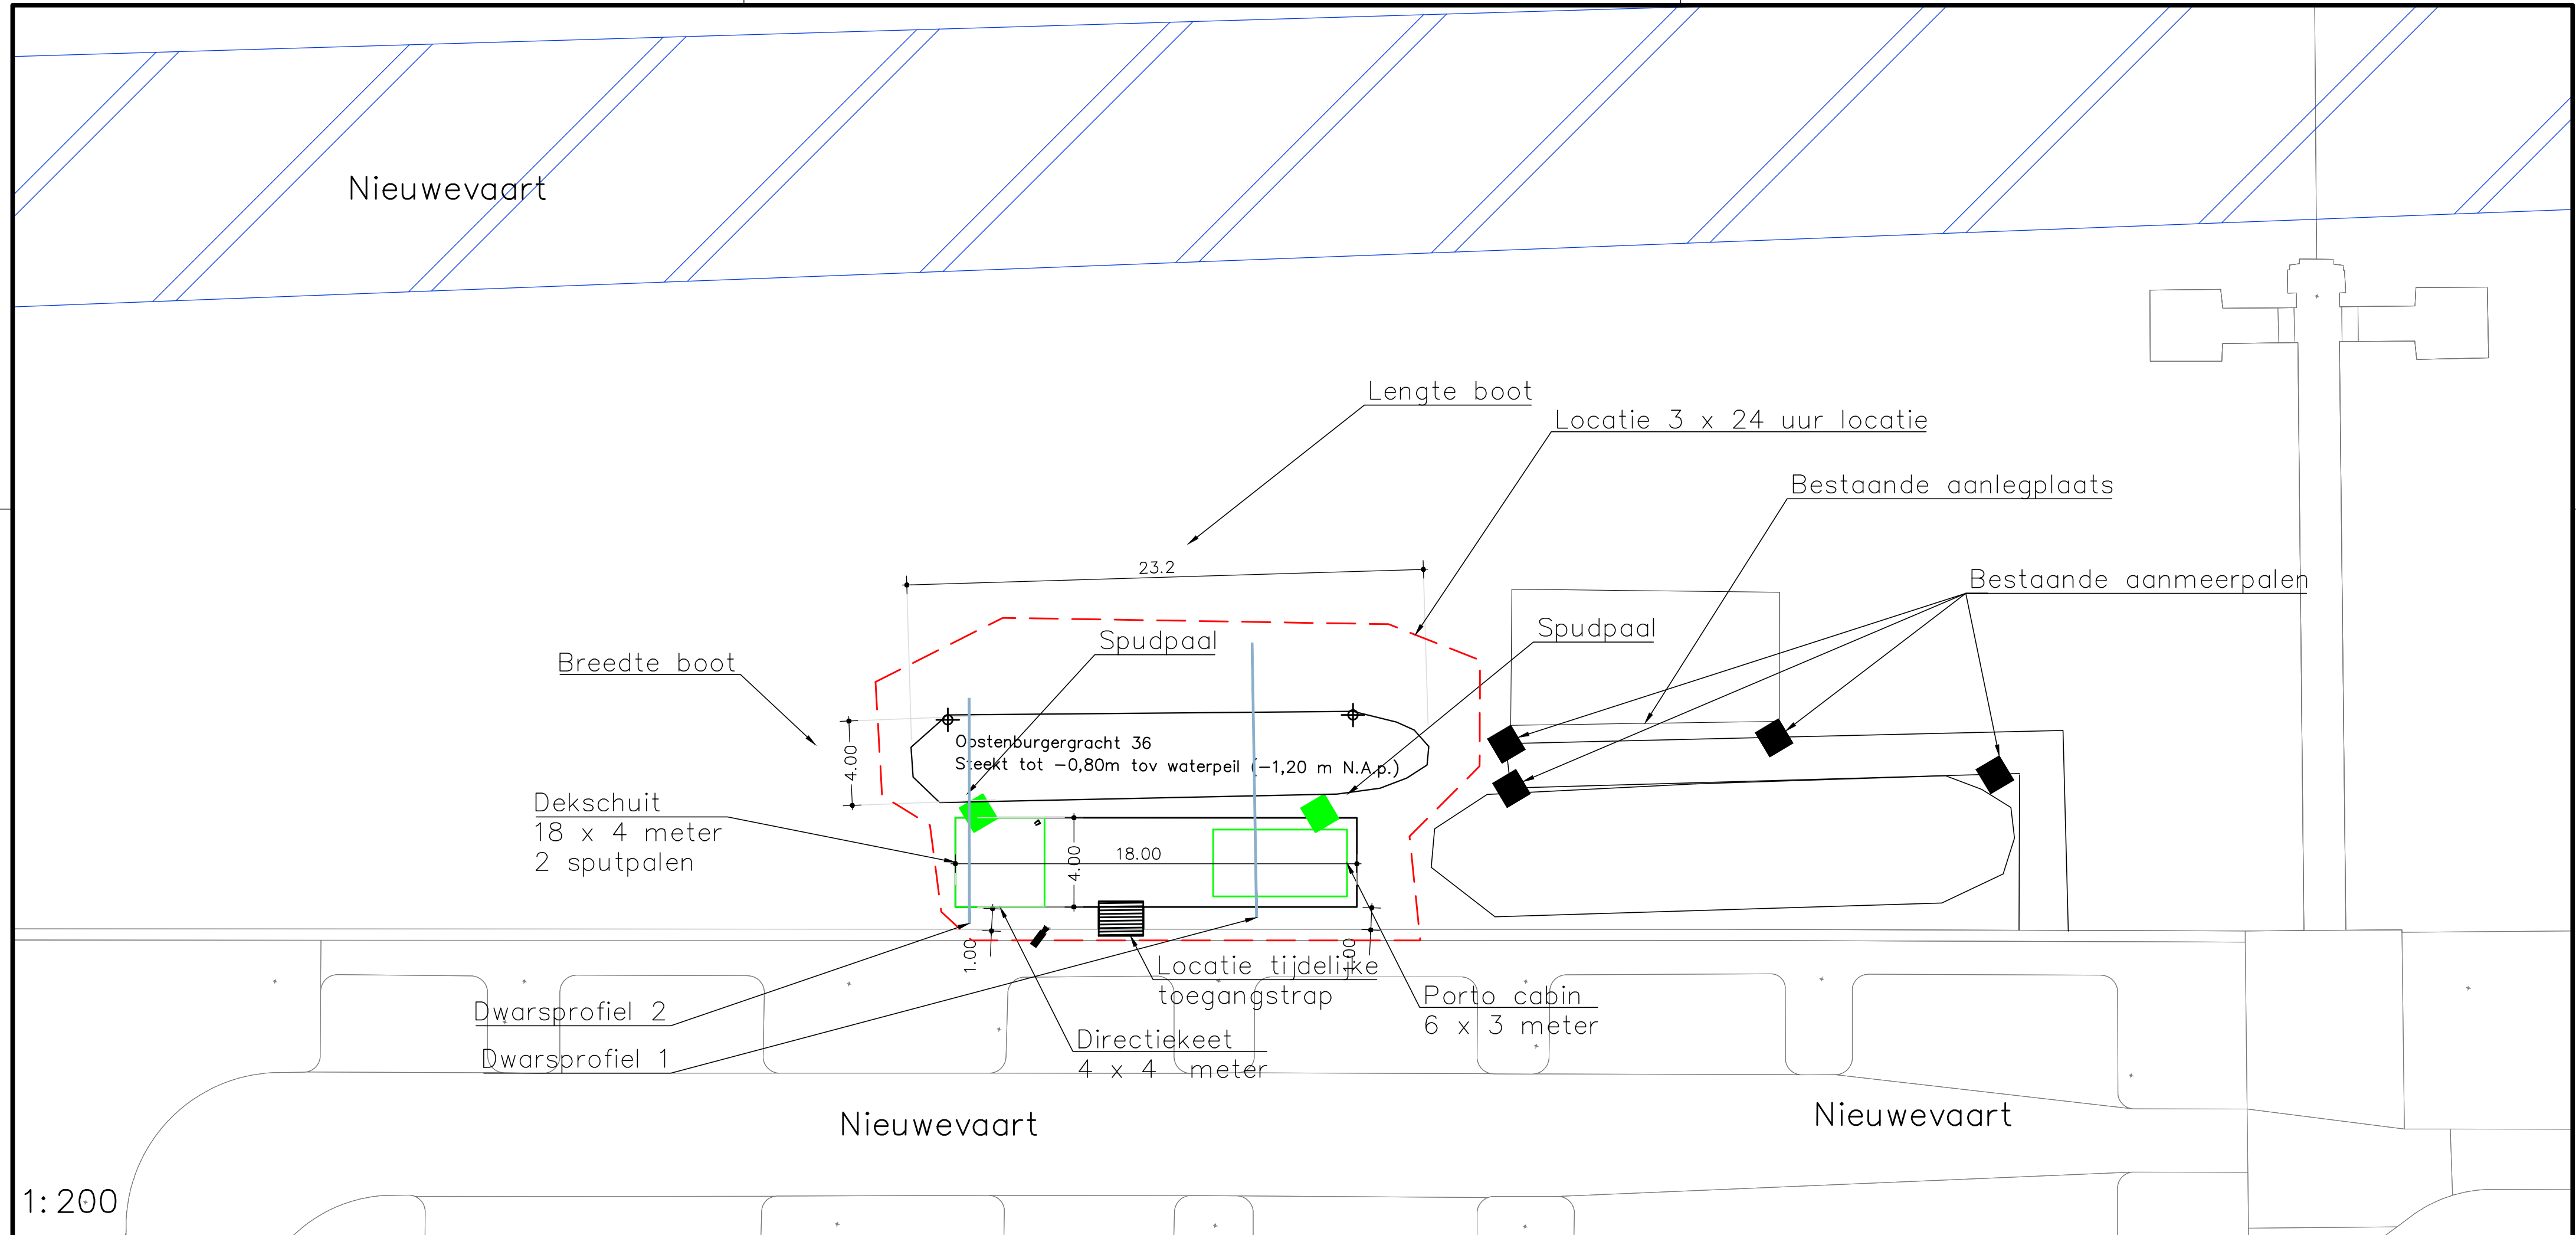 Nieuwevaart
Lengte boot
Locatie 3 x 24 uur locatie
Bestaande aanlegplaats
23.2
Bestaande aanmeerpalen
Spudpaal
Spudpaal
Breedte boot
4.00
Oostenburgergracht 36
Steekt tot -0,80m tov waterpeil (-1,20 m N.A.p.)
Dekschuit
18 x 4 meter
2 sputpalen
18.00
4.00
1.00
1.00
Locatie tijdelijke
toegangstrap
Porto cabin
6 x 3 meter
Dwarsprofiel 2
Directiekeet
4 x 4 meter
Dwarsprofiel 1
Nieuwevaart
Nieuwevaart
1:200